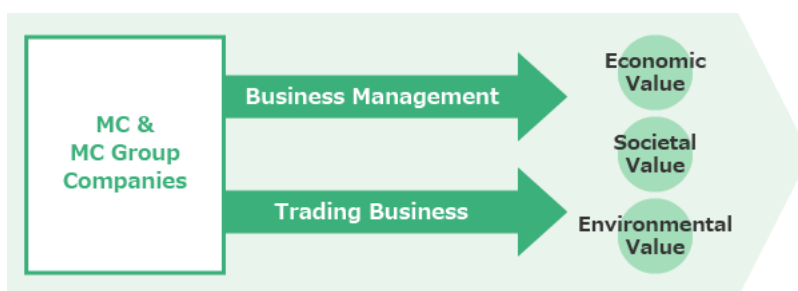 MC &
MC Group
Companies
Business Management
Trading Business
Economic
Value
Societal
Value
Environmental
Value